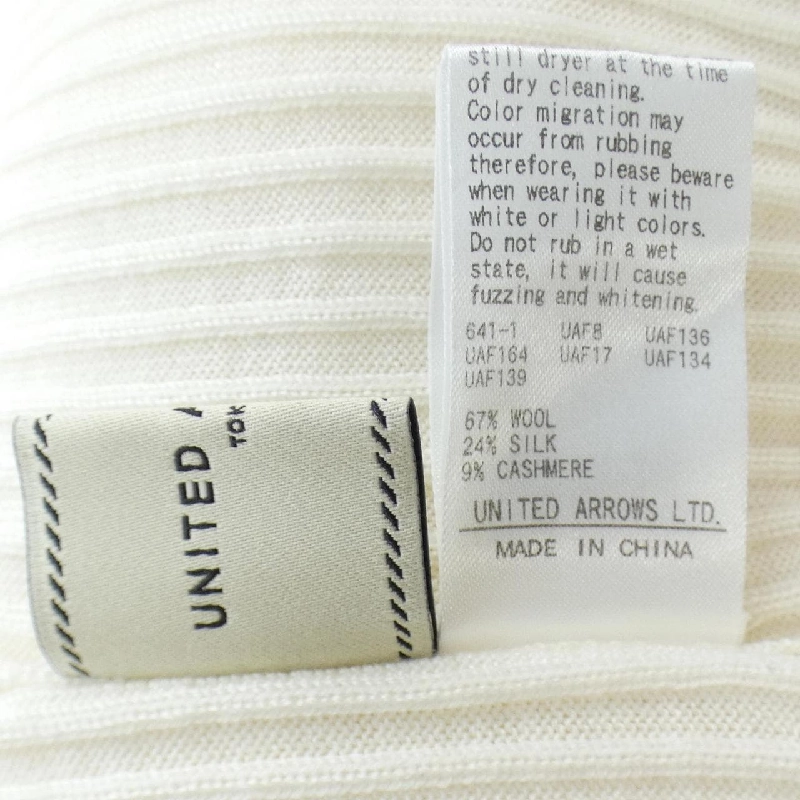 still dryer at the time
of dry cleaning.
Color migration may
occur from rubbing
therefore, please beware
when wearing it with
white or light colors.
Do not rub in a wet
state, it will cause
fuzzing and whitening.
641-1 UAF8 UAF136
UAF164 UAF17 UAF134
UAF139
67% WOOL
24% SILK
9% CASHMERE
UNITED ARROWS LTD.
MADE IN CHINA
UNITED
TOK